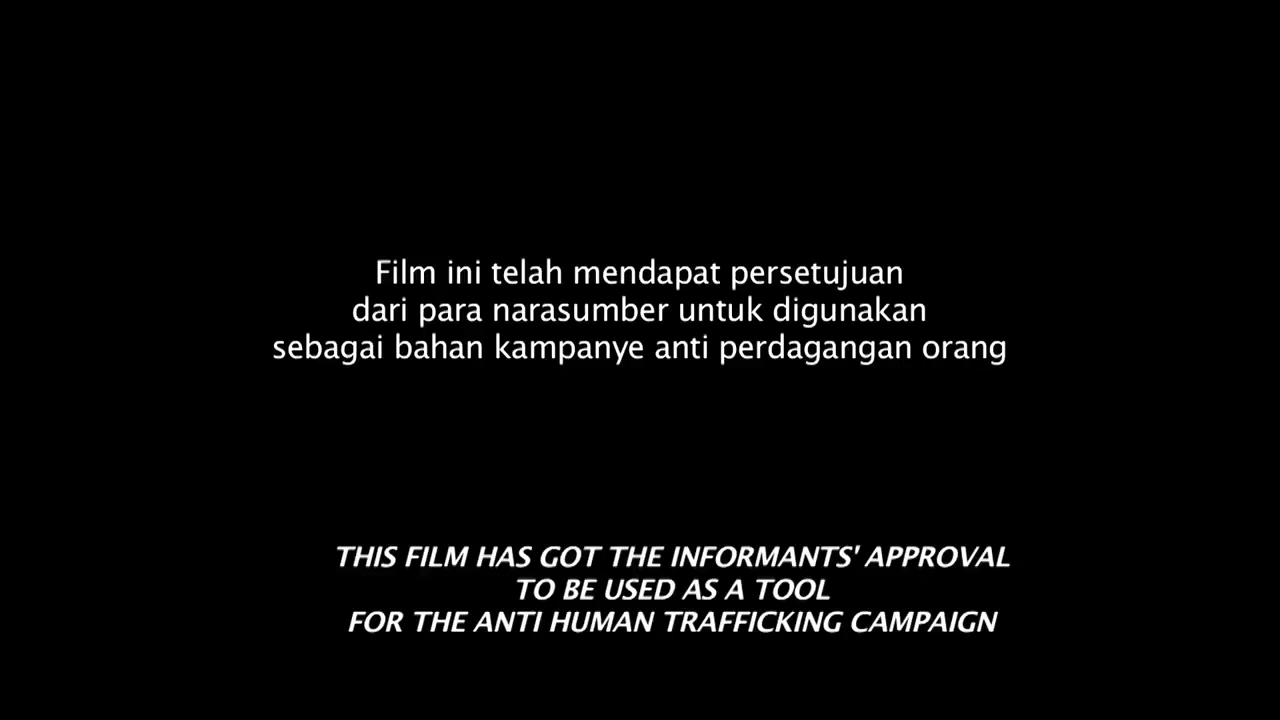 Film ini telah mendapat persetujuan
dari para narasumber untuk digunakan
sebagai bahan kampanye anti perdagangan orang
THIS FILM HAS GOT THE INFORMANTS' APPROVAL
TO BE USED AS A TOOL
FOR THE ANTI HUMAN TRAFFICKING CAMPAIGN